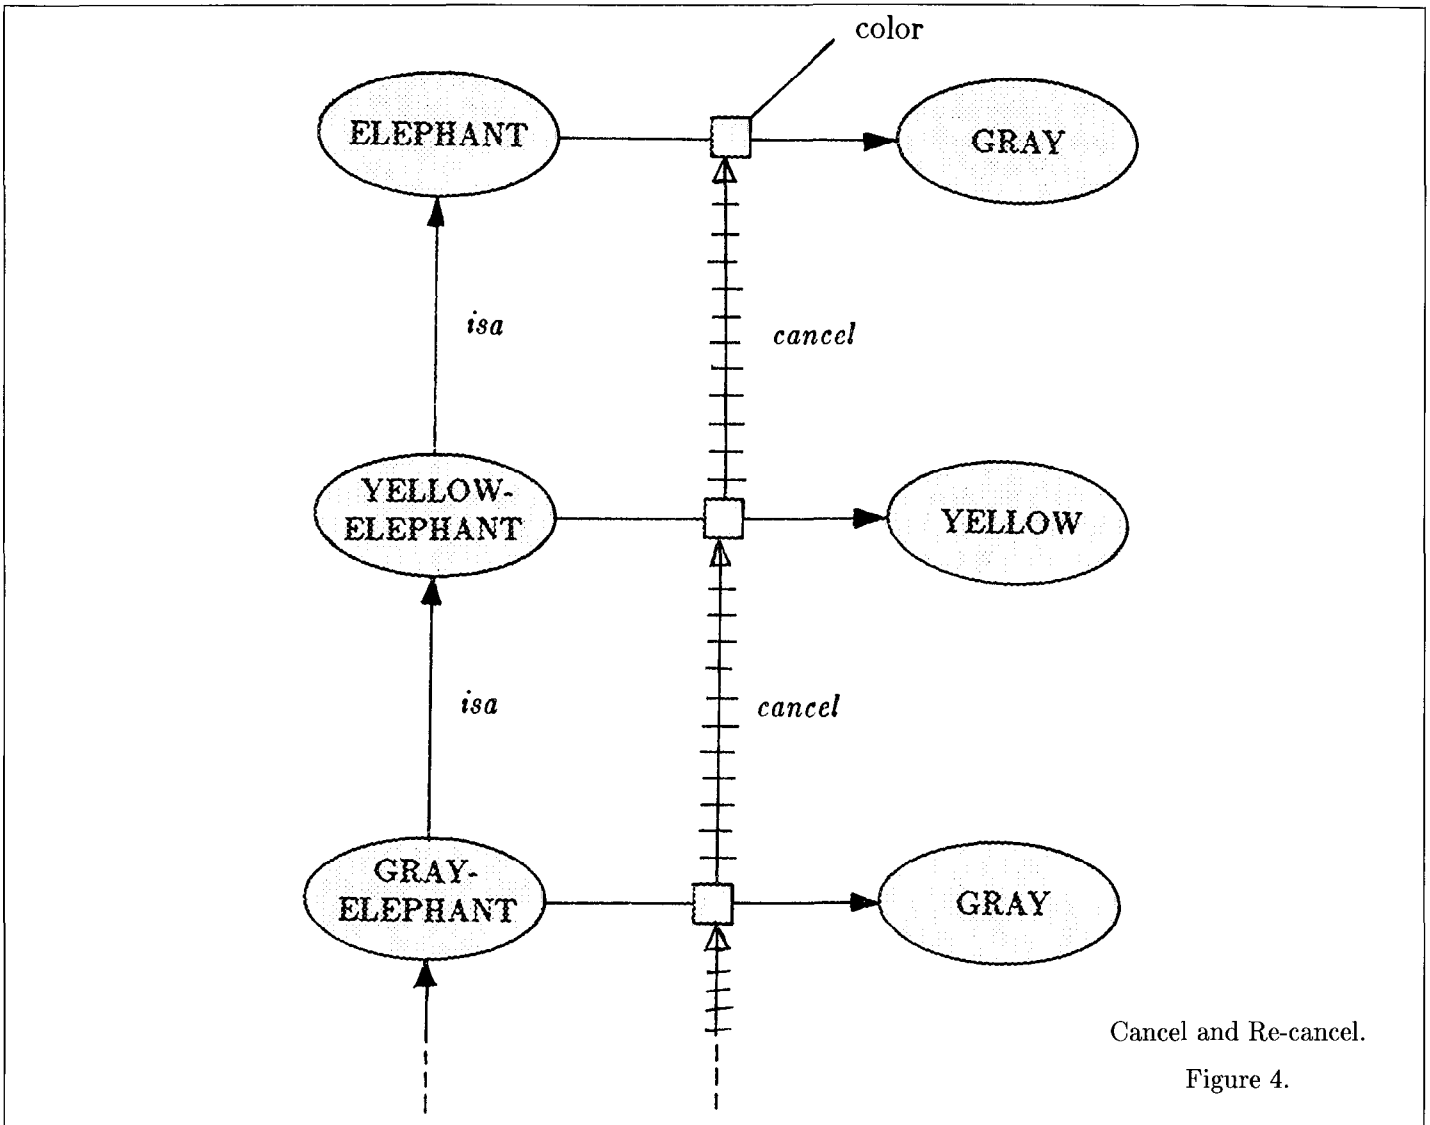 color
ELEPHANT
GRAY
isa
cancel
YELLOW-
ELEPHANT
YELLOW
isa
cancel
GRAY-
ELEPHANT
GRAY
Cancel and Re-cancel.
Figure 4.